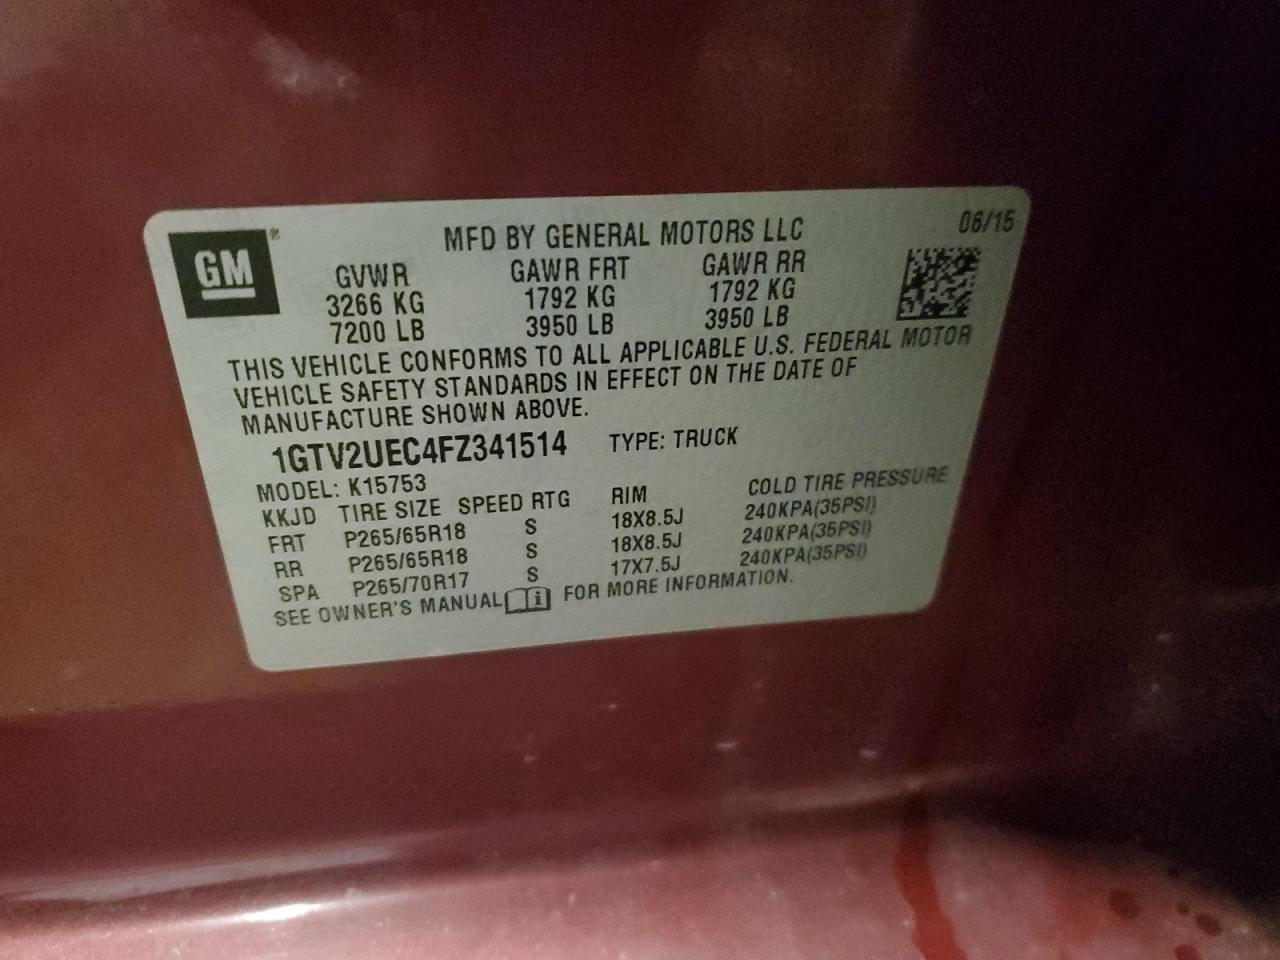 GM®
MFD BY GENERAL MOTORS LLC 06/15
GVWR GAWR FRT GAWR RR
3266 KG 1792 KG 1792 KG
7200 LB 3950 LB 3950 LB
THIS VEHICLE CONFORMS TO ALL APPLICABLE U.S. FEDERAL MOTOR
VEHICLE SAFETY STANDARDS IN EFFECT ON THE DATE OF
MANUFACTURE SHOWN ABOVE.
1GTV2UEC4FZ341514 TYPE: TRUCK
MODEL: K15753
KKJD TIRE SIZE SPEED RTG RIM COLD TIRE PRESSURE
FRT P265/65R18 S 18X8.5J 240KPA(35PSI)
RR P265/65R18 S 18X8.5J 240KPA(35PSI)
SPA P265/70R17 S 17X7.5J 240KPA(35PSI)
SEE OWNER'S MANUAL i FOR MORE INFORMATION.